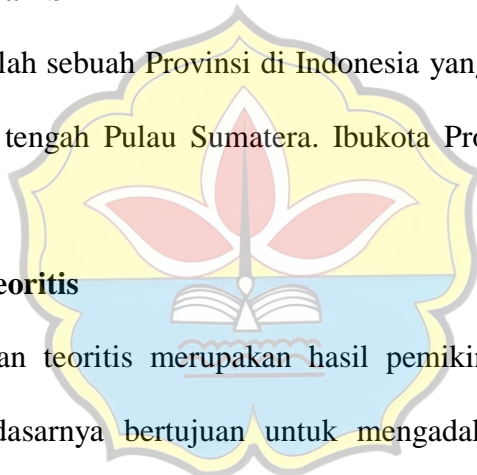 lah sebuah Provinsi di Indonesia yang
tengah Pulau Sumatera. Ibukota Pro
eoritis
an teoritis merupakan hasil pemikir
dasarnya bertujuan untuk mengadak